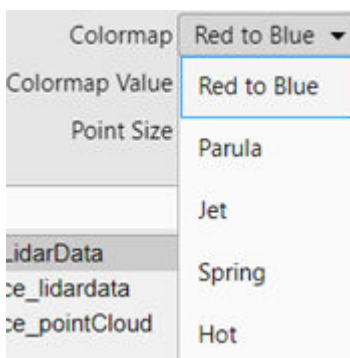 Colormap Red to Blue
Colormap Value Red to Blue
Point Size
Parula
Jet
LidarData
Spring
ce_lidardata
ce_pointCloud
Hot